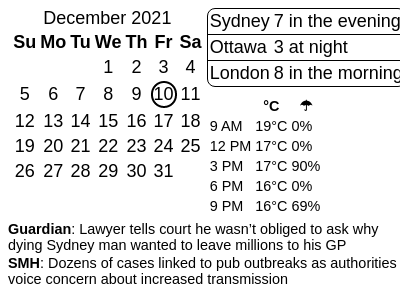 December 2021
Su Mo Tu We Th Fr Sa
1 2 3 4
5 6 7 8 9 10 11
12 13 14 15 16 17 18
19 20 21 22 23 24 25
26 27 28 29 30 31
Sydney 7 in the evening
Ottawa 3 at night
London 8 in the morning
°C ☂
9 AM 19°C 0%
12 PM 17°C 0%
3 PM 17°C 90%
6 PM 16°C 0%
9 PM 16°C 69%
Guardian: Lawyer tells court he wasn’t obliged to ask why
dying Sydney man wanted to leave millions to his GP
SMH: Dozens of cases linked to pub outbreaks as authorities
voice concern about increased transmission